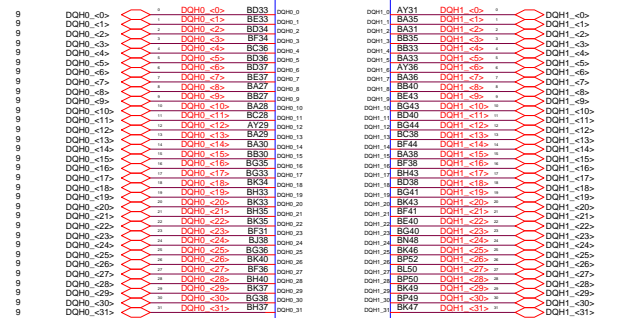 9 DQH0_<0> DQH0_<0> BD33 DQH0_0 DQH1_0 AY31 DQH1_<0> DQH1_<0>
9 DQH0_<1> DQH0_<1> BE33 DQH0_1 DQH1_1 BA35 DQH1_<1> DQH1_<1>
9 DQH0_<2> DQH0_<2> BD34 DQH0_2 DQH1_2 BA31 DQH1_<2> DQH1_<2>
9 DQH0_<3> DQH0_<3> BF34 DQH0_3 DQH1_3 BB35 DQH1_<3> DQH1_<3>
9 DQH0_<4> DQH0_<4> BC36 DQH0_4 DQH1_4 BB33 DQH1_<4> DQH1_<4>
9 DQH0_<5> DQH0_<5> BD36 DQH0_5 DQH1_5 BA33 DQH1_<5> DQH1_<5>
9 DQH0_<6> DQH0_<6> BD37 DQH0_6 DQH1_6 AY36 DQH1_<6> DQH1_<6>
9 DQH0_<7> DQH0_<7> BE37 DQH0_7 DQH1_7 BA36 DQH1_<7> DQH1_<7>
9 DQH0_<8> DQH0_<8> BA27 DQH0_8 DQH1_8 BB40 DQH1_<8> DQH1_<8>
9 DQH0_<9> DQH0_<9> BB27 DQH0_9 DQH1_9 BE43 DQH1_<9> DQH1_<9>
9 DQH0_<10> DQH0_<10> BA28 DQH0_10 DQH1_10 BG43 DQH1_<10> DQH1_<10>
9 DQH0_<11> DQH0_<11> BC28 DQH0_11 DQH1_11 BD40 DQH1_<11> DQH1_<11>
9 DQH0_<12> DQH0_<12> AY29 DQH0_12 DQH1_12 BG44 DQH1_<12> DQH1_<12>
9 DQH0_<13> DQH0_<13> BA29 DQH0_13 DQH1_13 BC38 DQH1_<13> DQH1_<13>
9 DQH0_<14> DQH0_<14> BA30 DQH0_14 DQH1_14 BF44 DQH1_<14> DQH1_<14>
9 DQH0_<15> DQH0_<15> BB30 DQH0_15 DQH1_15 BA38 DQH1_<15> DQH1_<15>
9 DQH0_<16> DQH0_<16> BG35 DQH0_16 DQH1_16 BF38 DQH1_<16> DQH1_<16>
9 DQH0_<17> DQH0_<17> BG33 DQH0_17 DQH1_17 BH43 DQH1_<17> DQH1_<17>
9 DQH0_<18> DQH0_<18> BK34 DQH0_18 DQH1_18 BD38 DQH1_<18> DQH1_<18>
9 DQH0_<19> DQH0_<19> BH33 DQH0_19 DQH1_19 BG41 DQH1_<19> DQH1_<19>
9 DQH0_<20> DQH0_<20> BK33 DQH0_20 DQH1_20 BK43 DQH1_<20> DQH1_<20>
9 DQH0_<21> DQH0_<21> BH35 DQH0_21 DQH1_21 BF41 DQH1_<21> DQH1_<21>
9 DQH0_<22> DQH0_<22> BK35 DQH0_22 DQH1_22 BE40 DQH1_<22> DQH1_<22>
9 DQH0_<23> DQH0_<23> BF31 DQH0_23 DQH1_23 BG40 DQH1_<23> DQH1_<23>
9 DQH0_<24> DQH0_<24> BJ38 DQH0_24 DQH1_24 BN48 DQH1_<24> DQH1_<24>
9 DQH0_<25> DQH0_<25> BG36 DQH0_25 DQH1_25 BK46 DQH1_<25> DQH1_<25>
9 DQH0_<26> DQH0_<26> BK40 DQH0_26 DQH1_26 BP52 DQH1_<26> DQH1_<26>
9 DQH0_<27> DQH0_<27> BF36 DQH0_27 DQH1_27 BL50 DQH1_<27> DQH1_<27>
9 DQH0_<28> DQH0_<28> BH40 DQH0_28 DQH1_28 BP50 DQH1_<28> DQH1_<28>
9 DQH0_<29> DQH0_<29> BK37 DQH0_29 DQH1_29 BK49 DQH1_<29> DQH1_<29>
9 DQH0_<30> DQH0_<30> BG38 DQH0_30 DQH1_30 BP49 DQH1_<30> DQH1_<30>
9 DQH0_<31> DQH0_<31> BH37 DQH0_31 DQH1_31 BK47 DQH1_<31> DQH1_<31>